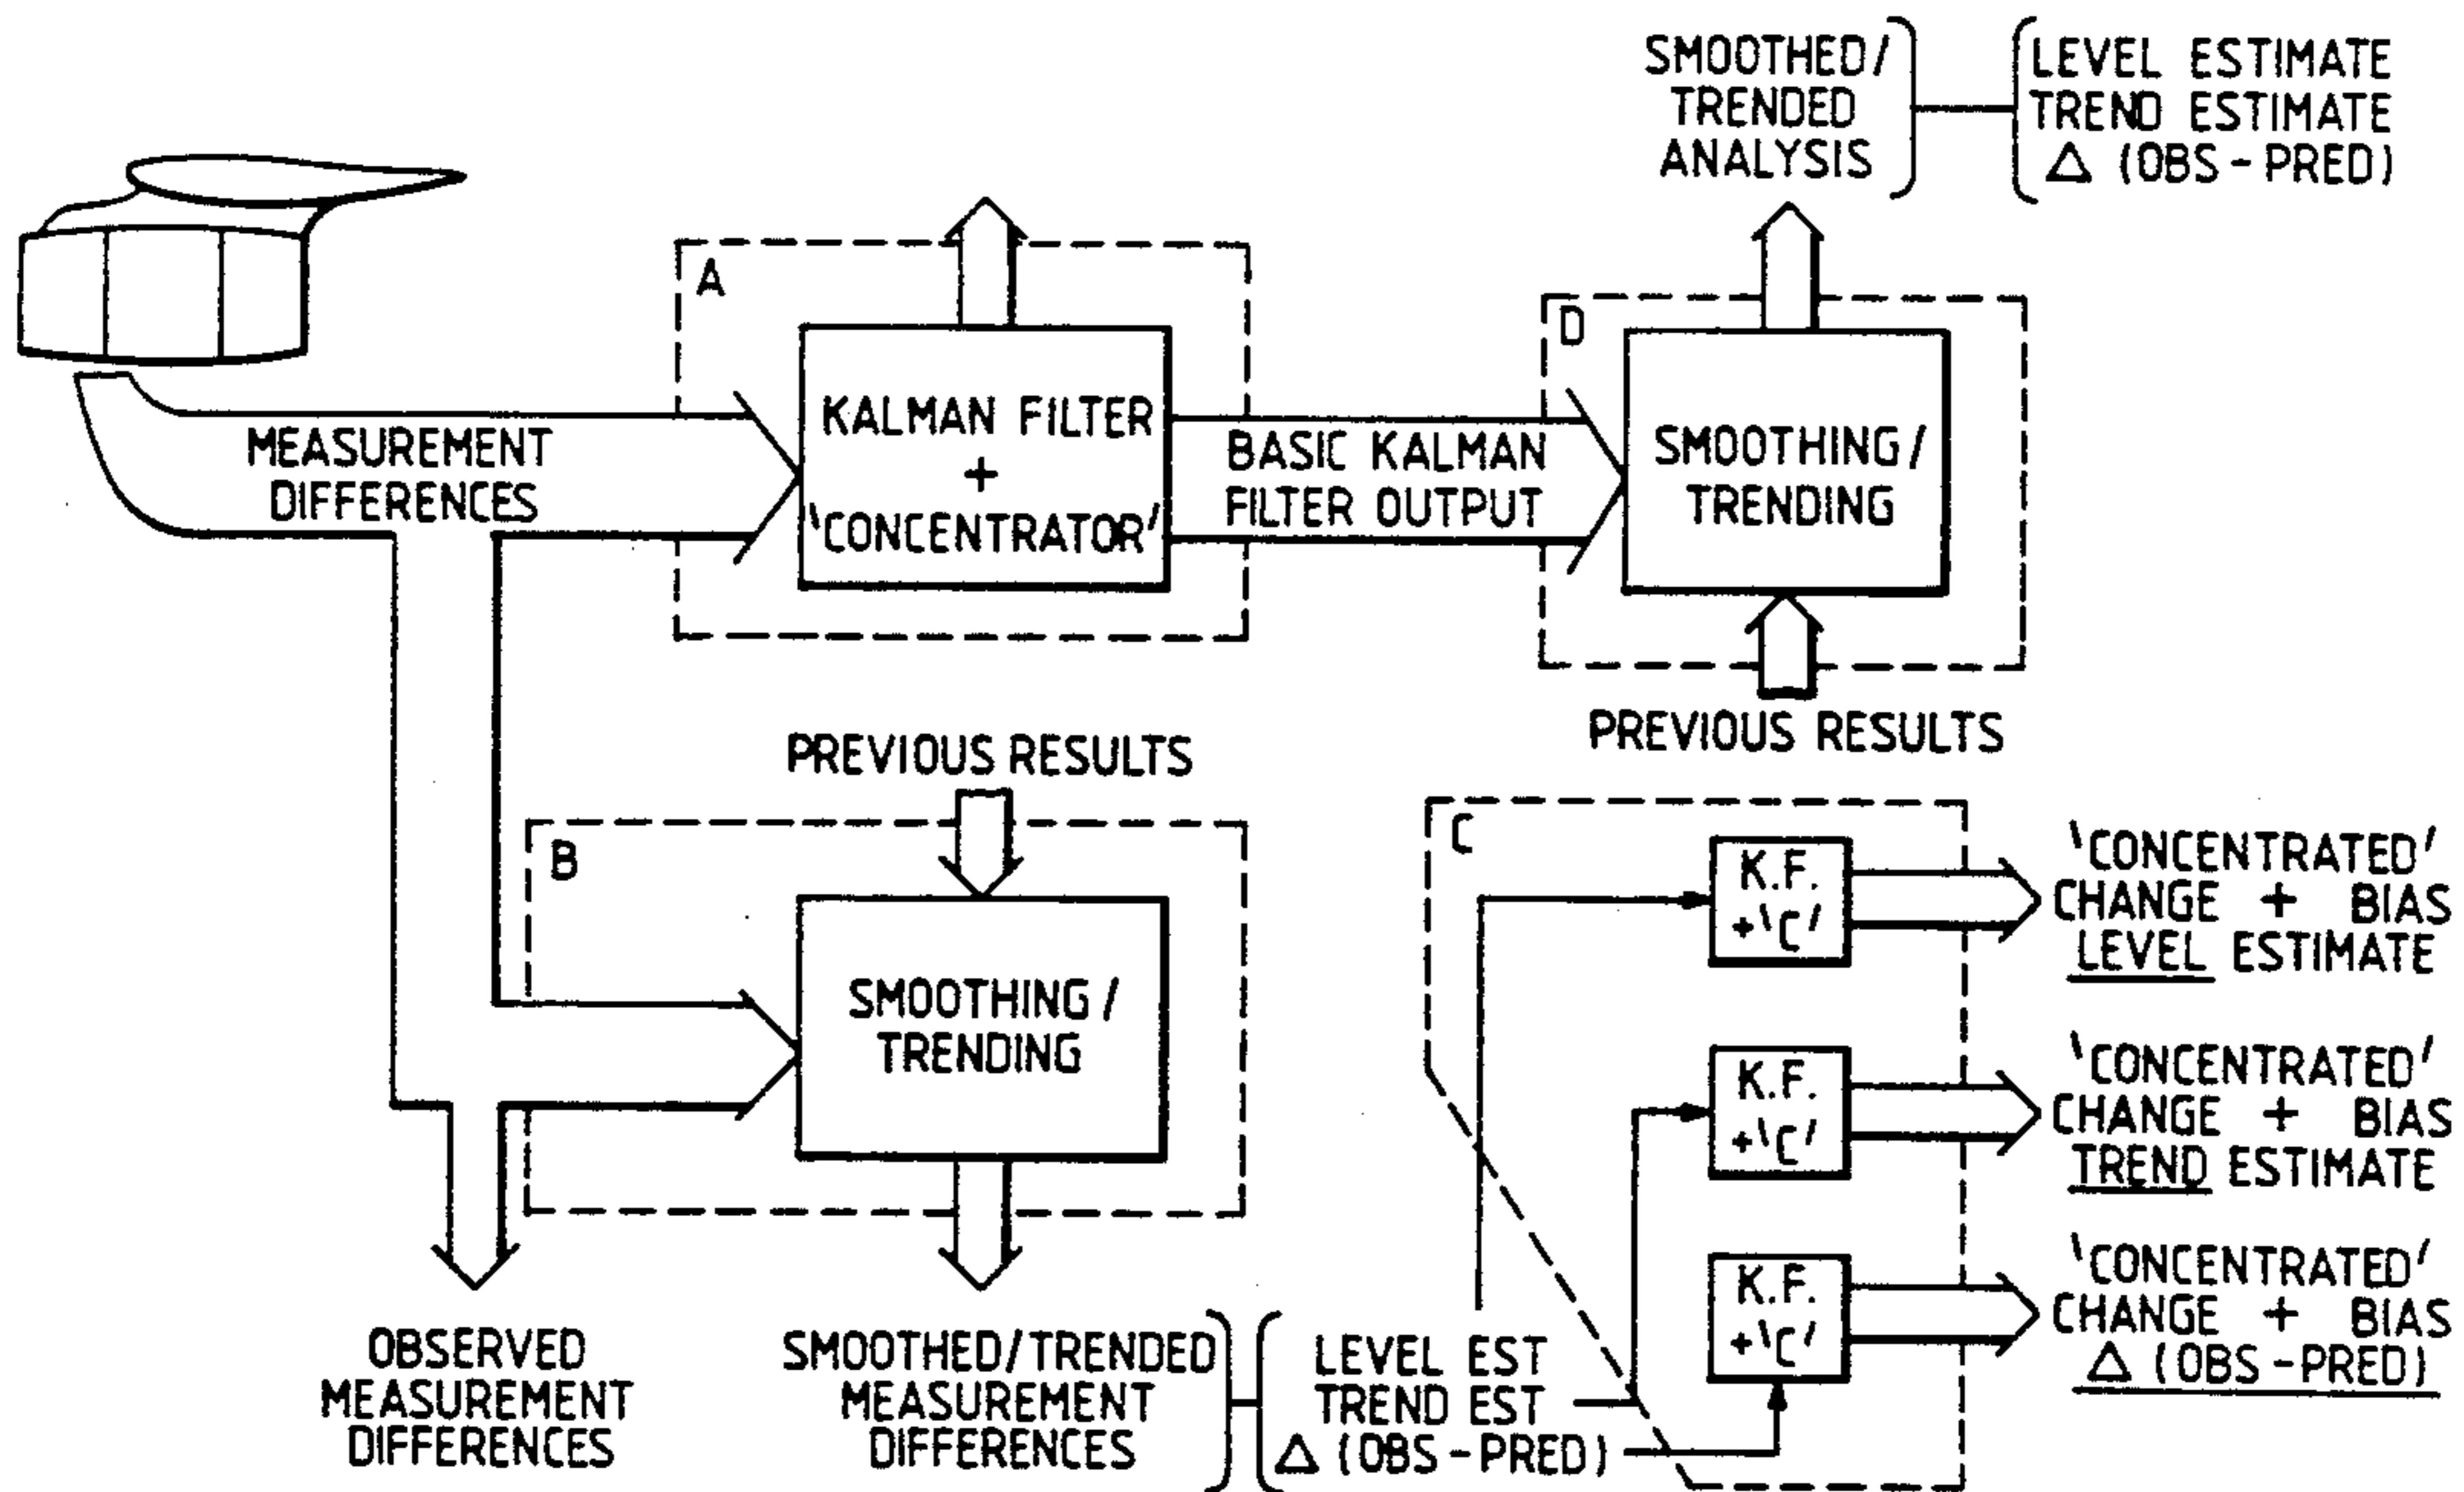 SMOOTHED/
TRENDED
ANALYSIS
LEVEL ESTIMATE
TREND ESTIMATE
Δ (OBS - PRED)
A
KALMAN FILTER
+
'CONCENTRATOR'
MEASUREMENT
DIFFERENCES
BASIC KALMAN
FILTER OUTPUT
D
SMOOTHING/
TRENDING
PREVIOUS RESULTS
PREVIOUS RESULTS
B
SMOOTHING/
TRENDING
C
K.F.
+'C'
'CONCENTRATED'
CHANGE + BIAS
LEVEL ESTIMATE
K.F.
+'C'
'CONCENTRATED'
CHANGE + BIAS
TREND ESTIMATE
K.F.
+'C'
'CONCENTRATED'
CHANGE + BIAS
Δ (OBS - PRED)
OBSERVED
MEASUREMENT
DIFFERENCES
SMOOTHED/TRENDED
MEASUREMENT
DIFFERENCES
LEVEL EST
TREND EST
Δ (OBS - PRED)